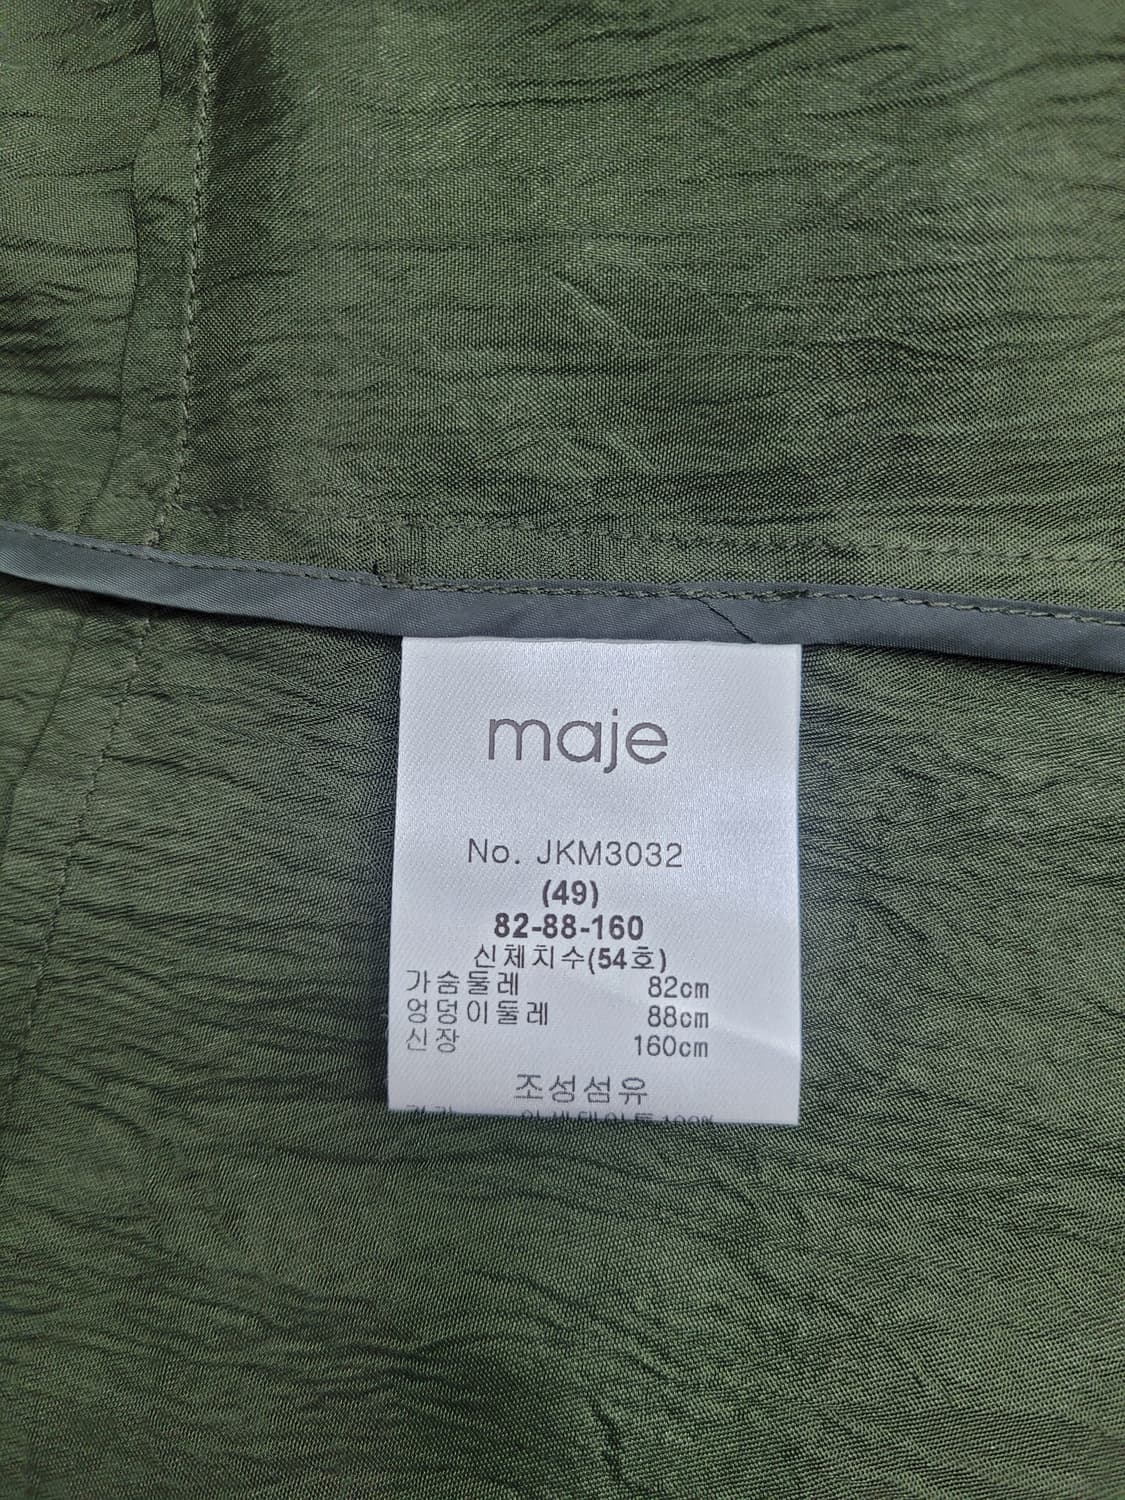 maje
No. JKM3032
(49)
82-88-160
신체치수(54호)
가슴둘레 82cm
엉덩이둘레 88cm
신장 160cm
조성섬유